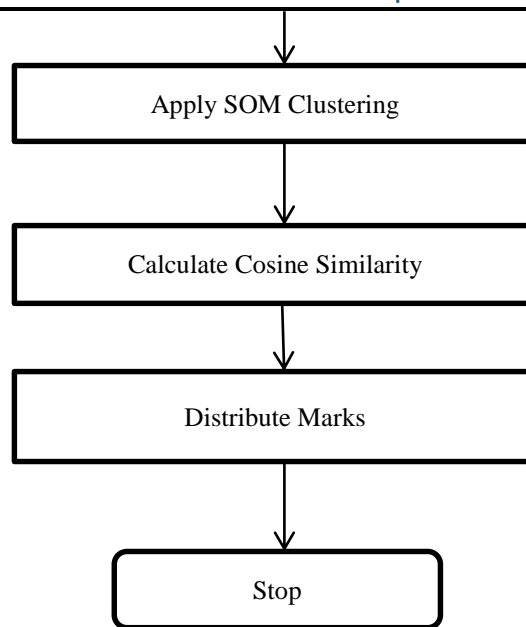 Apply SOM Clustering
Calculate Cosine Similarity
Distribute Marks
Stop